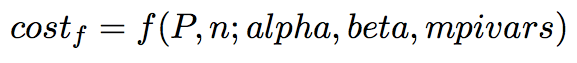 cost_f = f(P, n; alpha, beta, mpivars)